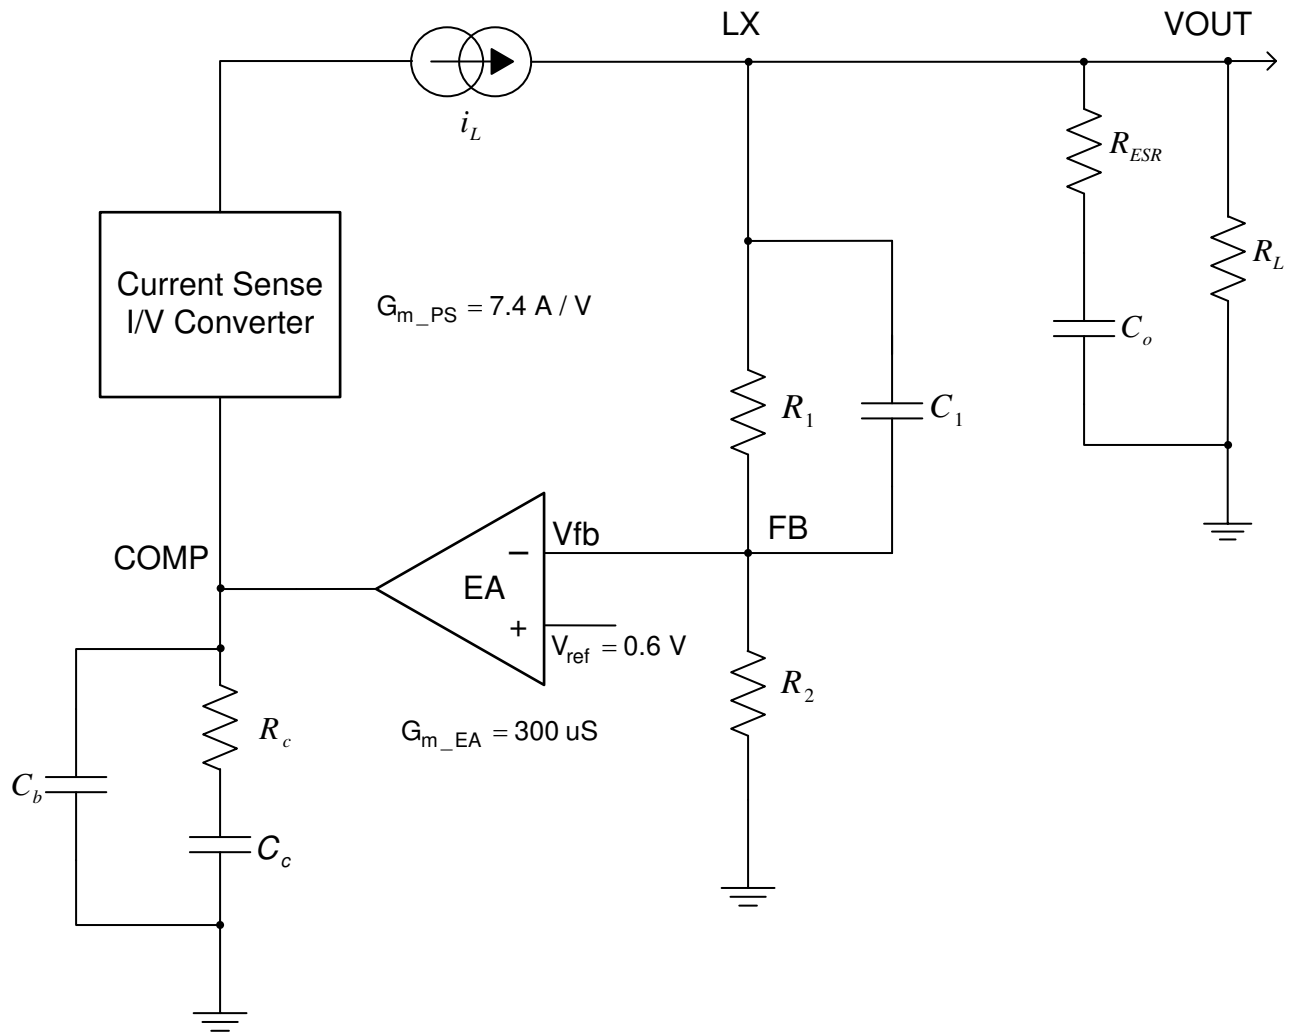 LX
VOUT
i_L
R_ESR
Current Sense
I/V Converter
G_m_PS = 7.4 A / V
R_L
C_o
R_1
C_1
Vfb
FB
COMP
−
EA
+
V_ref = 0.6 V
R_2
G_m_EA = 300 uS
R_c
C_b
C_c